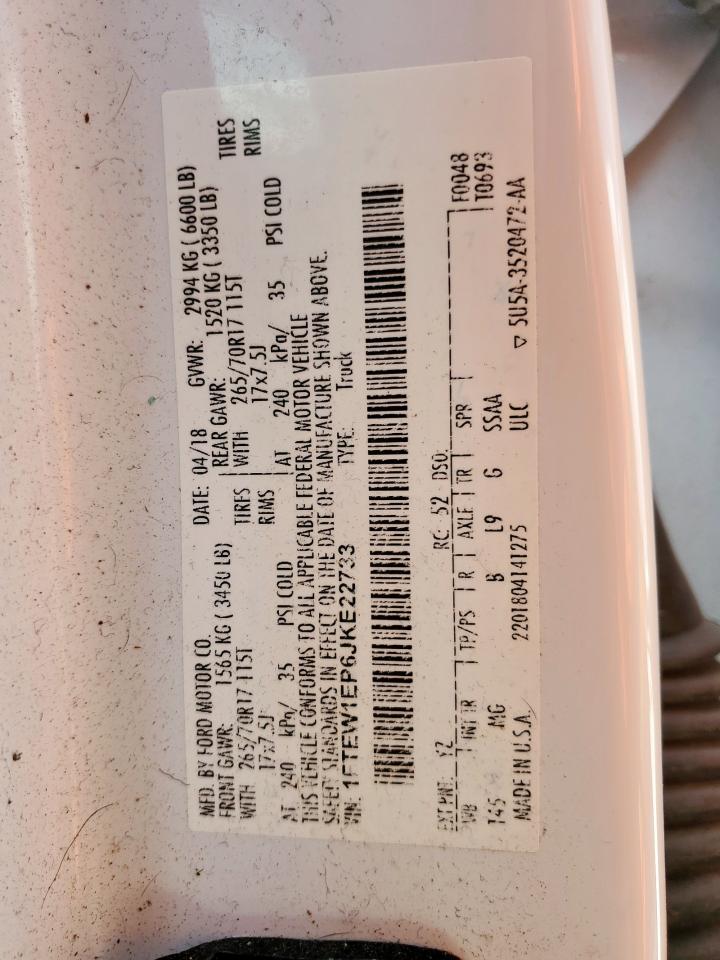 MFD. BY FORD MOTOR CO. DATE: 04/18 GVWR: 2994 KG ( 6600 LB)
FRONT GAWR: 1565 KG ( 3450 LB) REAR GAWR: 1520 KG ( 3350 LB)
WITH 265/70R17 115T TIRES WITH 265/70R17 115T TIRES
17x7.5J RIMS 17x7.5J RIMS
AT 240 kPa/ 35 PSI COLD AT 240 kPa/ 35 PSI COLD
THIS VEHICLE CONFORMS TO ALL APPLICABLE FEDERAL MOTOR VEHICLE
SAFETY STANDARDS IN EFFECT ON THE DATE OF MANUFACTURE SHOWN ABOVE.
VIN: 1FTEW1EP6JKE22733 TYPE: Truck
F0048
T0693
EXT PNT: YZ RC: 52 DSO:
WB INT TR TP/PS R AXLE TR SPR
145 MG B L9 G SSAA
MADE IN U.S.A. 2201804141275 ULC ▽ 5U5A-3520472-AA